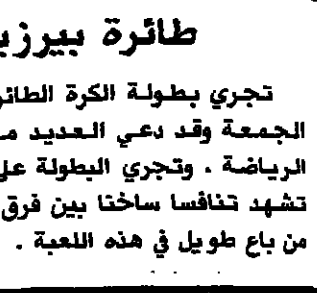 طائرة بيرزي
تجري بطولة الكرة الطائر
الجمعة وقد دعي العديد م
الرياضة . وتجري البطولة عل
تشهد تنافسا ساخنا بين فرق
من باع طويل في هذه اللعبة .